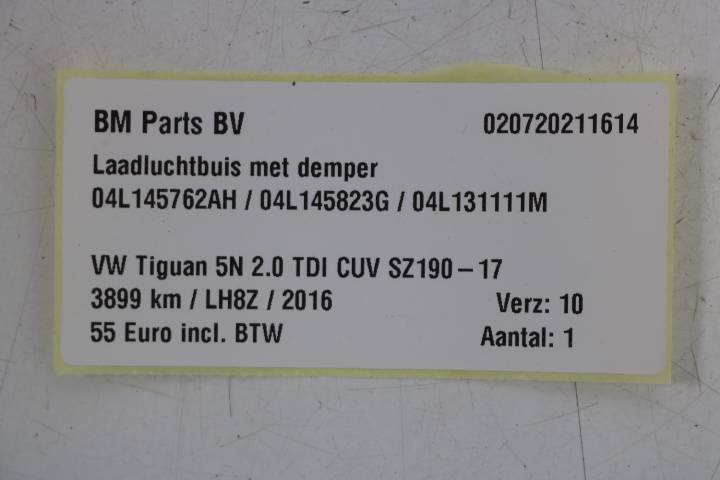 BM Parts BV 020720211614
Laadluchtbuis met demper
04L145762AH / 04L145823G / 04L131111M
VW Tiguan 5N 2.0 TDI CUV SZ190-17
3899 km / LH8Z / 2016 Verz: 10
55 Euro incl. BTW Aantal: 1